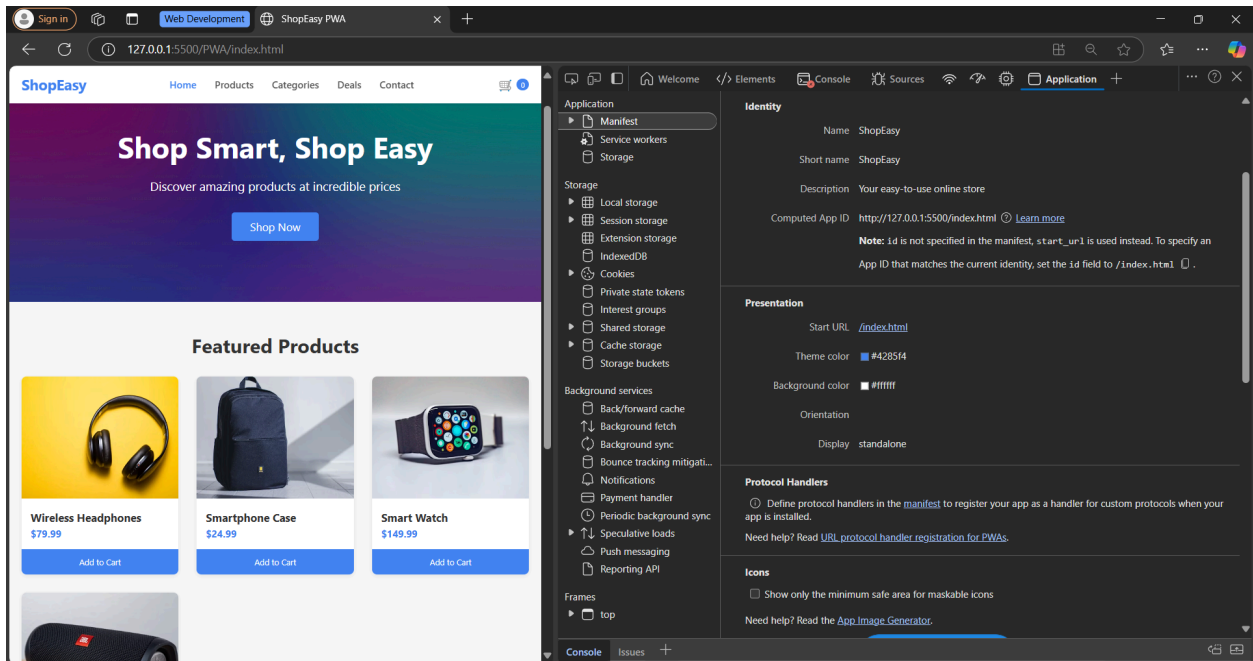 Sign in
Web Development
ShopEasy PWA
127.0.0.1:5500/PWA/index.html
ShopEasy
Home Products Categories Deals Contact 0
Shop Smart, Shop Easy
Discover amazing products at incredible prices
Shop Now
Featured Products
Wireless Headphones
$79.99
Add to Cart
Smartphone Case
$24.99
Add to Cart
Smart Watch
$149.99
Add to Cart
JBL
Welcome Elements Console Sources Application
Application
Manifest
Service workers
Storage
Storage
Local storage
Session storage
Extension storage
IndexedDB
Cookies
Private state tokens
Interest groups
Shared storage
Cache storage
Storage buckets
Background services
Back/forward cache
Background fetch
Background sync
Bounce tracking mitigati...
Notifications
Payment handler
Periodic background sync
Speculative loads
Push messaging
Reporting API
Frames
top
Identity
Name ShopEasy
Short name ShopEasy
Description Your easy-to-use online store
Computed App ID http://127.0.0.1:5500/index.html Learn more
Note: id is not specified in the manifest, start_url is used instead. To specify an
App ID that matches the current identity, set the id field to /index.html .
Presentation
Start URL /index.html
Theme color #4285f4
Background color #ffffff
Orientation
Display standalone
Protocol Handlers
Define protocol handlers in the manifest to register your app as a handler for custom protocols when your
app is installed.
Need help? Read URL protocol handler registration for PWAs.
Icons
Show only the minimum safe area for maskable icons
Need help? Read the App Image Generator.
Console Issues